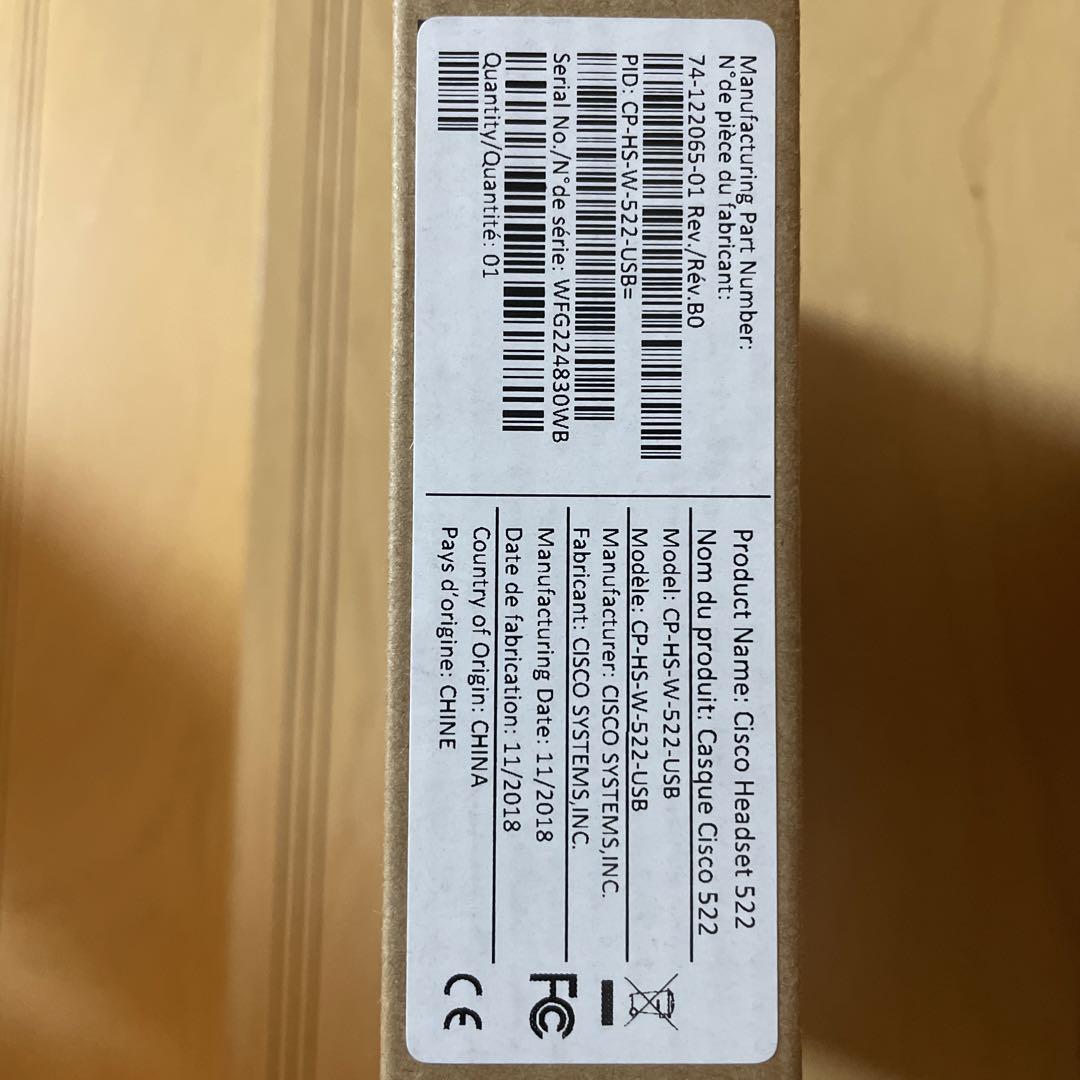 Manufacturing Part Number:
N°de pièce du fabricant:
74-122065-01 Rev./Rév.B0
PID: CP-HS-W-522-USB=
Serial No./N°de série: WFG224830WB
Quantity/Quantité: 01
Product Name: Cisco Headset 522
Nom du produit: Casque Cisco 522
Model: CP-HS-W-522-USB
Modèle: CP-HS-W-522-USB
Manufacturer: CISCO SYSTEMS,INC.
Fabricant: CISCO SYSTEMS,INC.
Manufacturing Date: 11/2018
Date de fabrication: 11/2018
Country of Origin: CHINA
Pays d'origine: CHINE
FC
CE